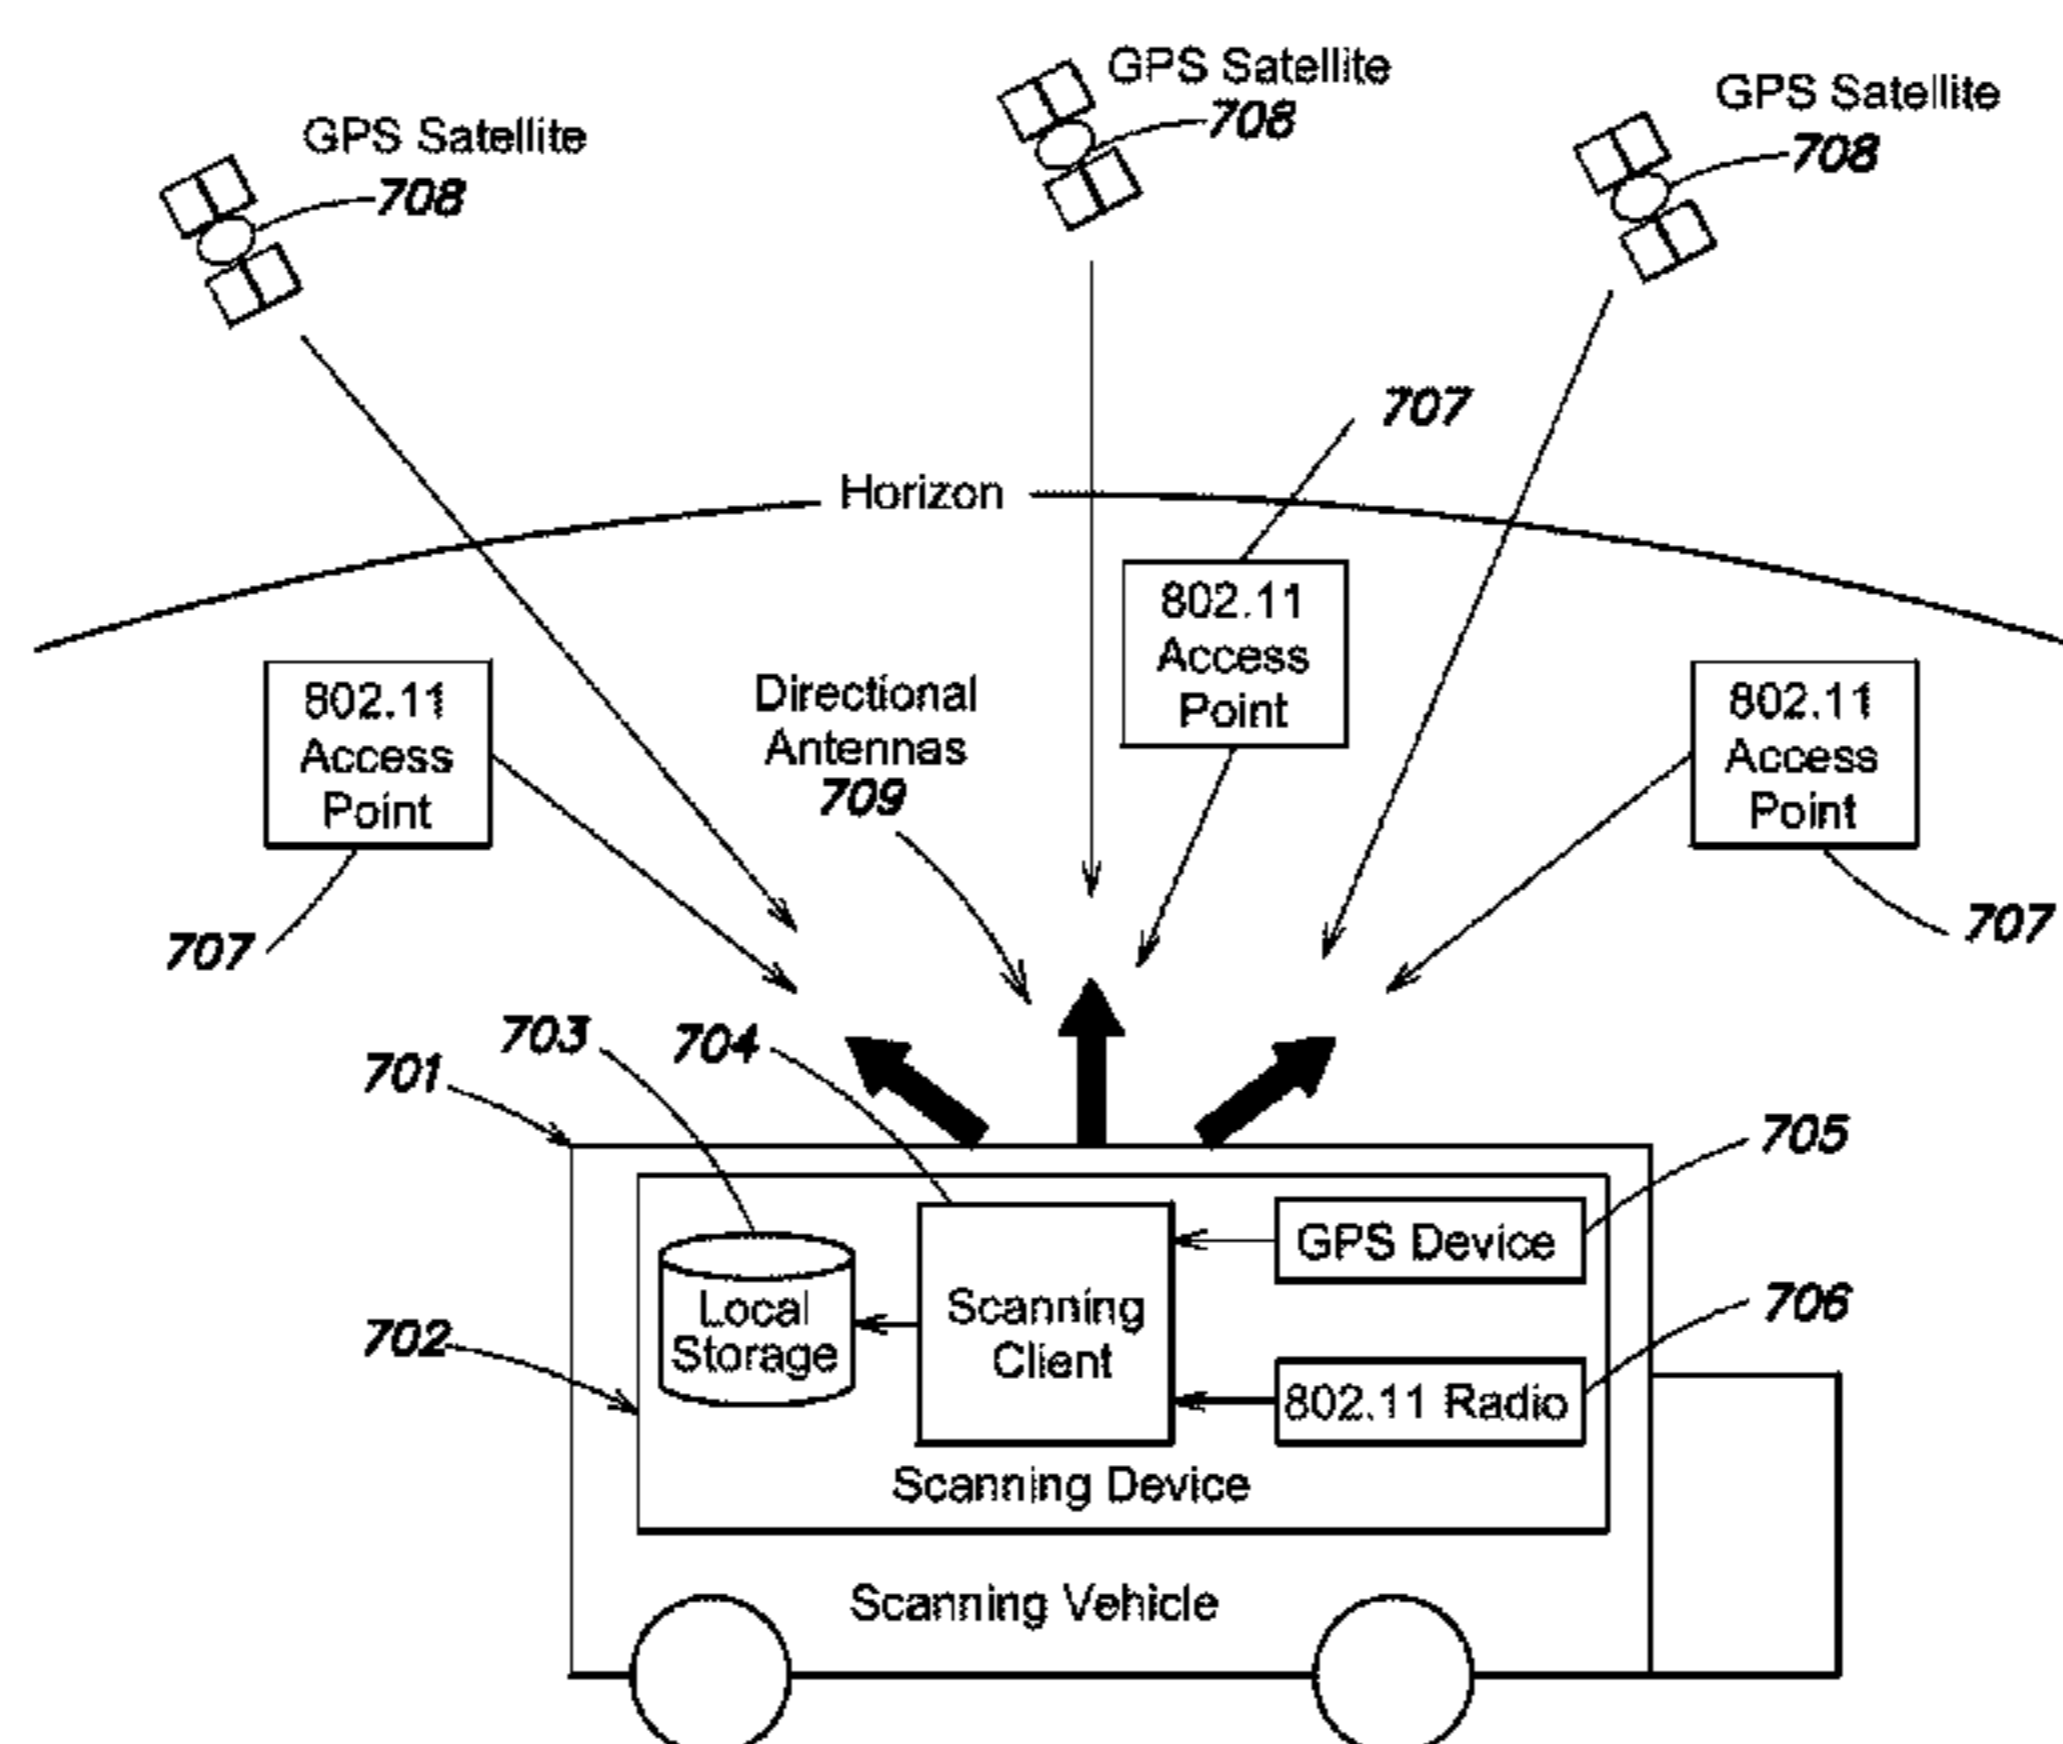 GPS Satellite
708
GPS Satellite
708
GPS Satellite
708
707
Horizon
802.11
Access
Point
707
Directional
Antennas
709
802.11
Access
Point
802.11
Access
Point
707
703
704
701
705
GPS Device
Local
Storage
Scanning
Client
706
702
802.11 Radio
Scanning Device
Scanning Vehicle